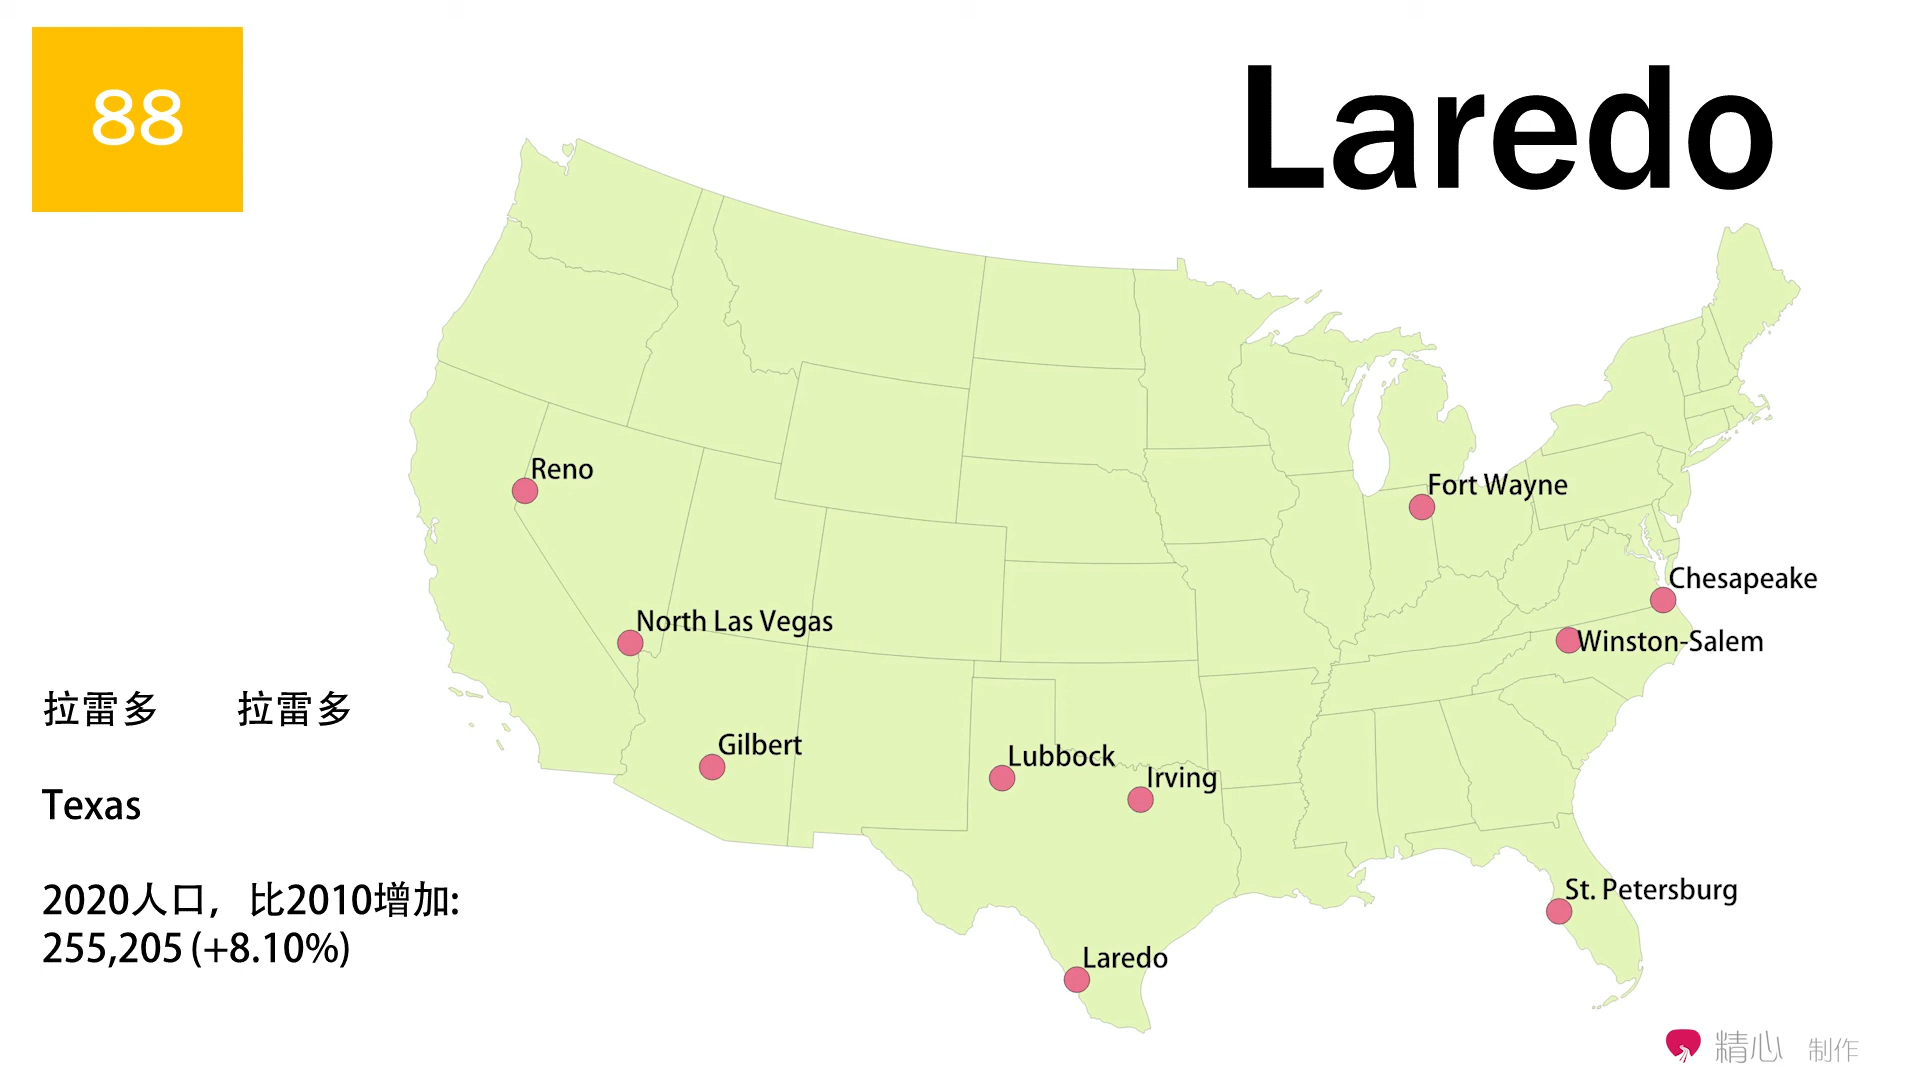 88
Laredo
Reno
Fort Wayne
Chesapeake
North Las Vegas
Winston-Salem
拉雷多 拉雷多
Gilbert
Lubbock
Irving
Texas
St. Petersburg
2020人口，比2010增加:
255,205 (+8.10%)
Laredo
精心 制作